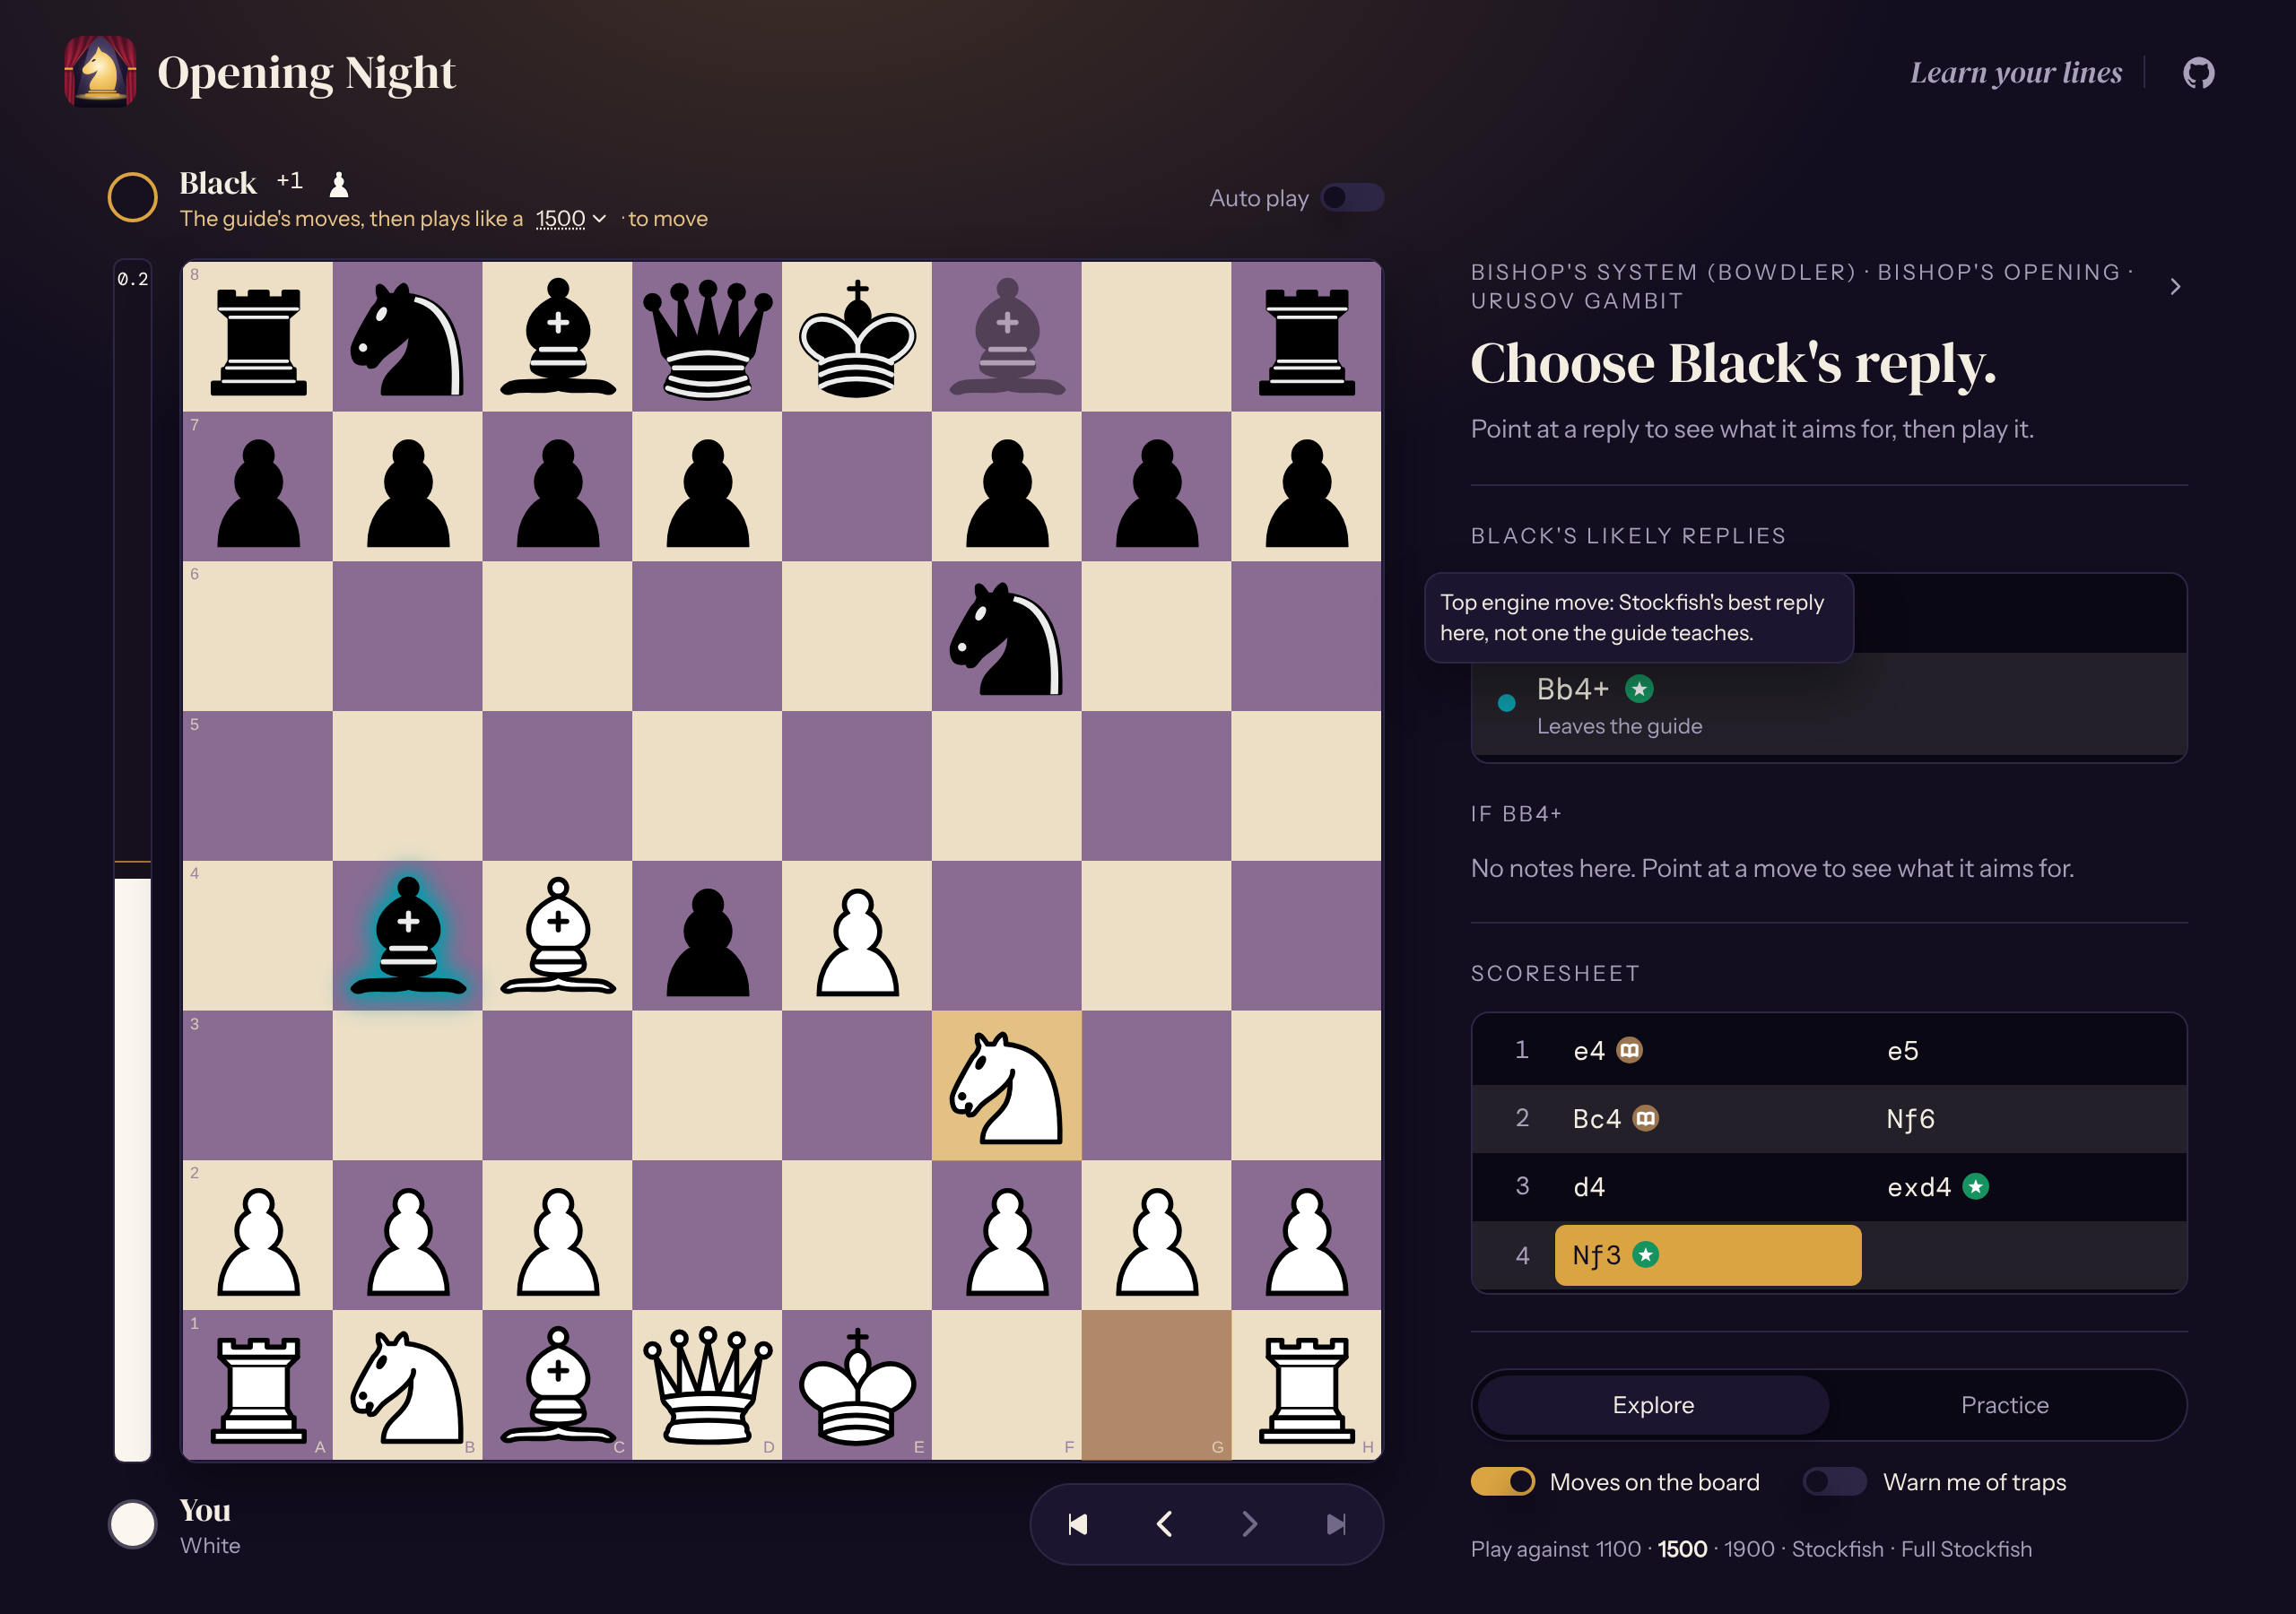 Opening Night
Learn your lines
Black +1
The guide's moves, then plays like a 1500 · to move
Auto play
0.2
8
7
6
5
4
3
2
1
A B C D E F G H
You
White
BISHOP'S SYSTEM (BOWDLER) · BISHOP'S OPENING ·
URUSOV GAMBIT
Choose Black's reply.
Point at a reply to see what it aims for, then play it.
BLACK'S LIKELY REPLIES
Top engine move: Stockfish's best reply
here, not one the guide teaches.
Bb4+
Leaves the guide
IF BB4+
No notes here. Point at a move to see what it aims for.
SCORESHEET
1 e4 e5
2 Bc4 Nf6
3 d4 exd4
4 Nf3
Explore Practice
Moves on the board Warn me of traps
Play against 1100 · 1500 · 1900 · Stockfish · Full Stockfish